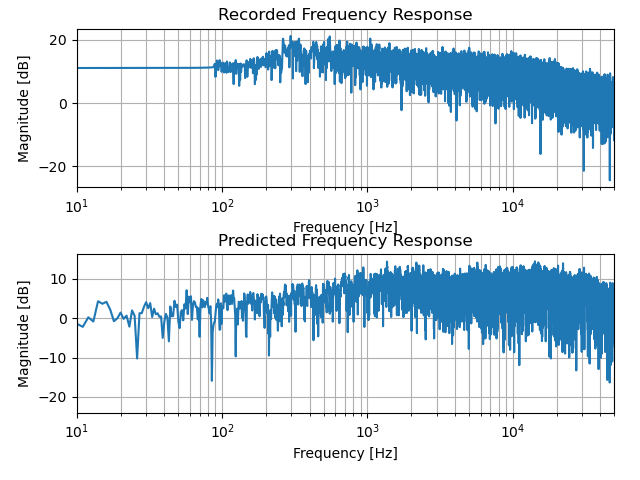 Recorded Frequency Response
Magnitude [dB]
20
0
−20
10¹ 10² 10³ 10⁴
Frequency [Hz]
Predicted Frequency Response
Magnitude [dB]
10
0
−10
−20
10¹ 10² 10³ 10⁴
Frequency [Hz]